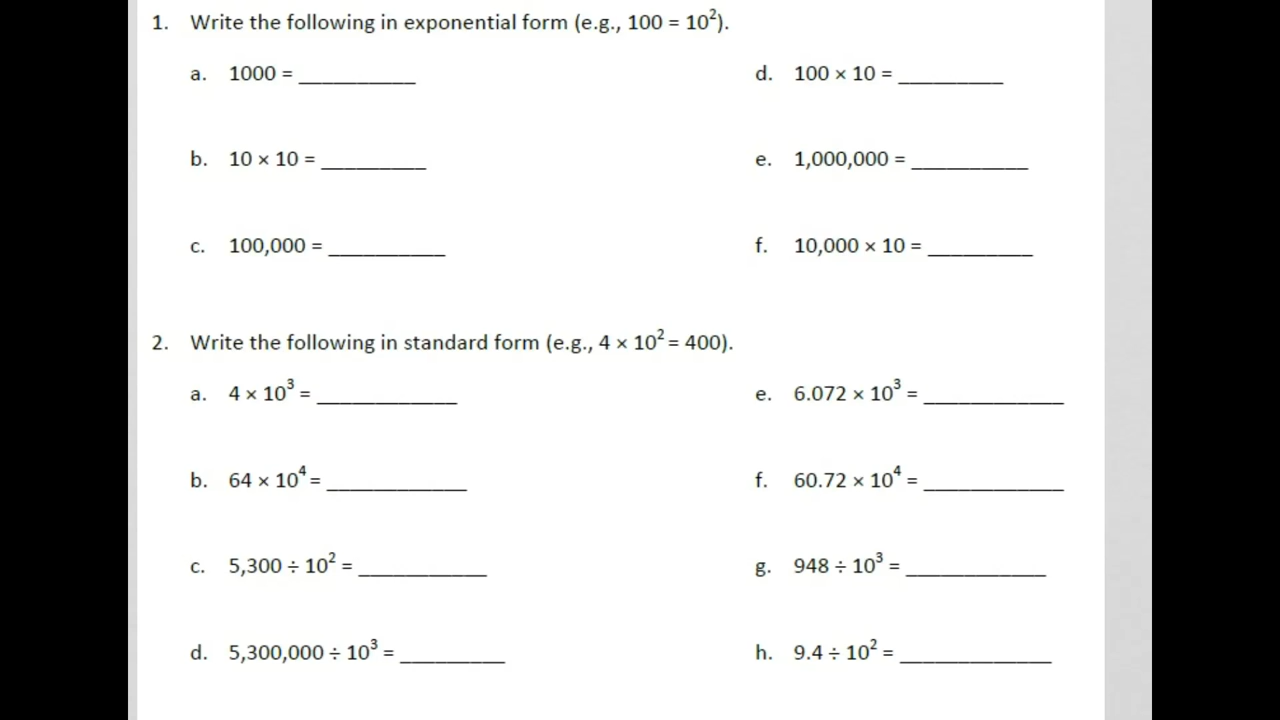 1. Write the following in exponential form (e.g., 100 = 10²).
a. 1000 = __________
d. 100 × 10 = _________
b. 10 × 10 = _________
e. 1,000,000 = __________
c. 100,000 = __________
f. 10,000 × 10 = _________
2. Write the following in standard form (e.g., 4 × 10² = 400).
a. 4 × 10³ = ____________
e. 6.072 × 10³ = ____________
b. 64 × 10⁴ = ____________
f. 60.72 × 10⁴ = ____________
c. 5,300 ÷ 10² = ___________
g. 948 ÷ 10³ = ____________
d. 5,300,000 ÷ 10³ = _________
h. 9.4 ÷ 10² = _____________